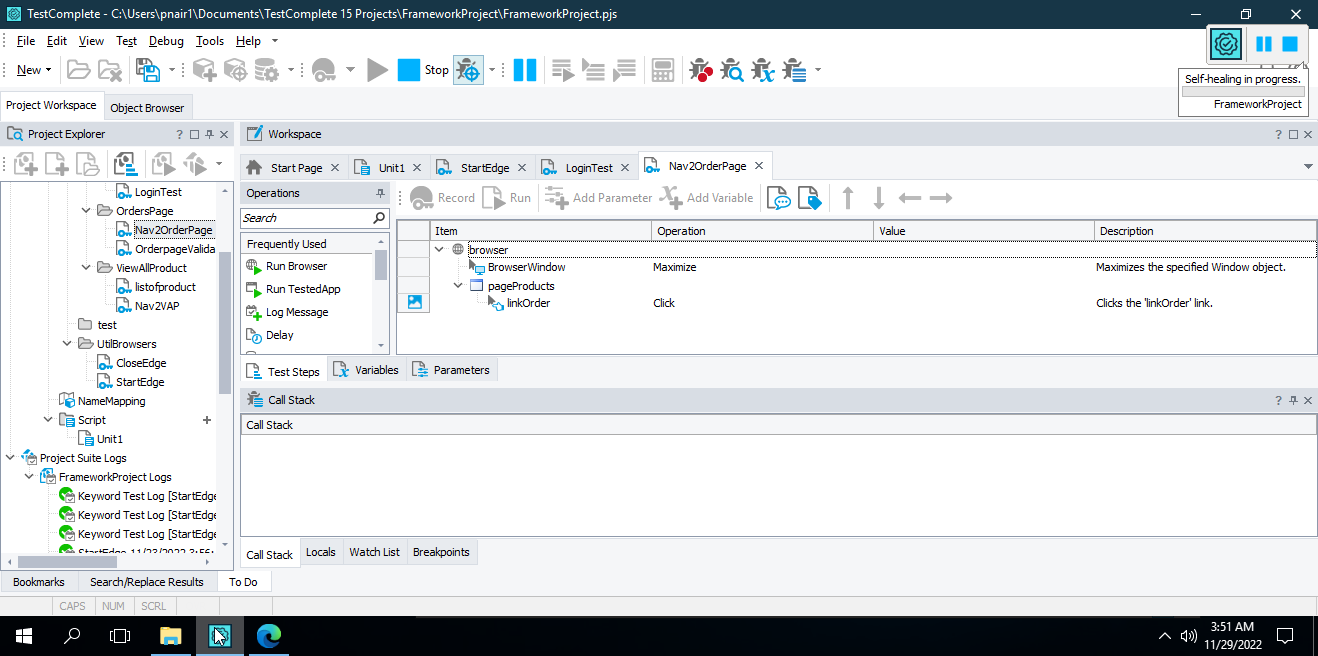 TestComplete - C:\Users\pnair1\Documents\TestComplete 15 Projects\FrameworkProject\FrameworkProject.pjs
File Edit View Test Debug Tools Help
New Stop
Self-healing in progress.
FrameworkProject
Project Workspace Object Browser
Project Explorer ?
Workspace ?
Start Page Unit1 StartEdge LoginTest Nav2OrderPage
Operations
Record Run Add Parameter Add Variable
Search
Frequently Used
Run Browser
Run TestedApp
Log Message
Delay
Item Operation Value Description
browser
BrowserWindow Maximize Maximizes the specified Window object.
pageProducts
linkOrder Click Clicks the 'linkOrder' link.
LoginTest
OrdersPage
Nav2OrderPage
OrderpageValida
ViewAllProduct
listofproduct
Nav2VAP
test
UtilBrowsers
CloseEdge
StartEdge
NameMapping
Script +
Unit1
Project Suite Logs
FrameworkProject Logs
Keyword Test Log [StartEdge
Keyword Test Log [StartEdge
Keyword Test Log [StartEdge
StartEdge 11/23/2022 3:56:
Test Steps Variables Parameters
Call Stack ?
Call Stack
Call Stack Locals Watch List Breakpoints
Bookmarks Search/Replace Results To Do
CAPS NUM SCRL
3:51 AM
11/29/2022